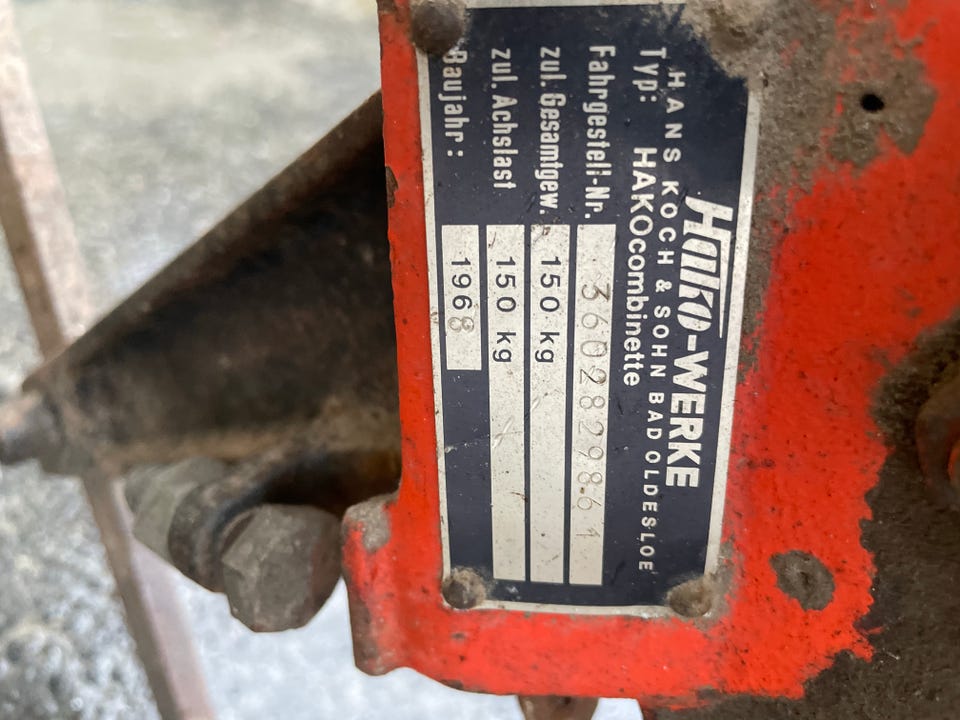 Hako-WERKE
HANS KOCH & SOHN BAD OLDESLOE
Typ: HAKOcombinette
Fahrgestell-Nr. 3602829861
zul. Gesamtgew. 150 kg
zul. Achslast 150 kg
Baujahr: 1968